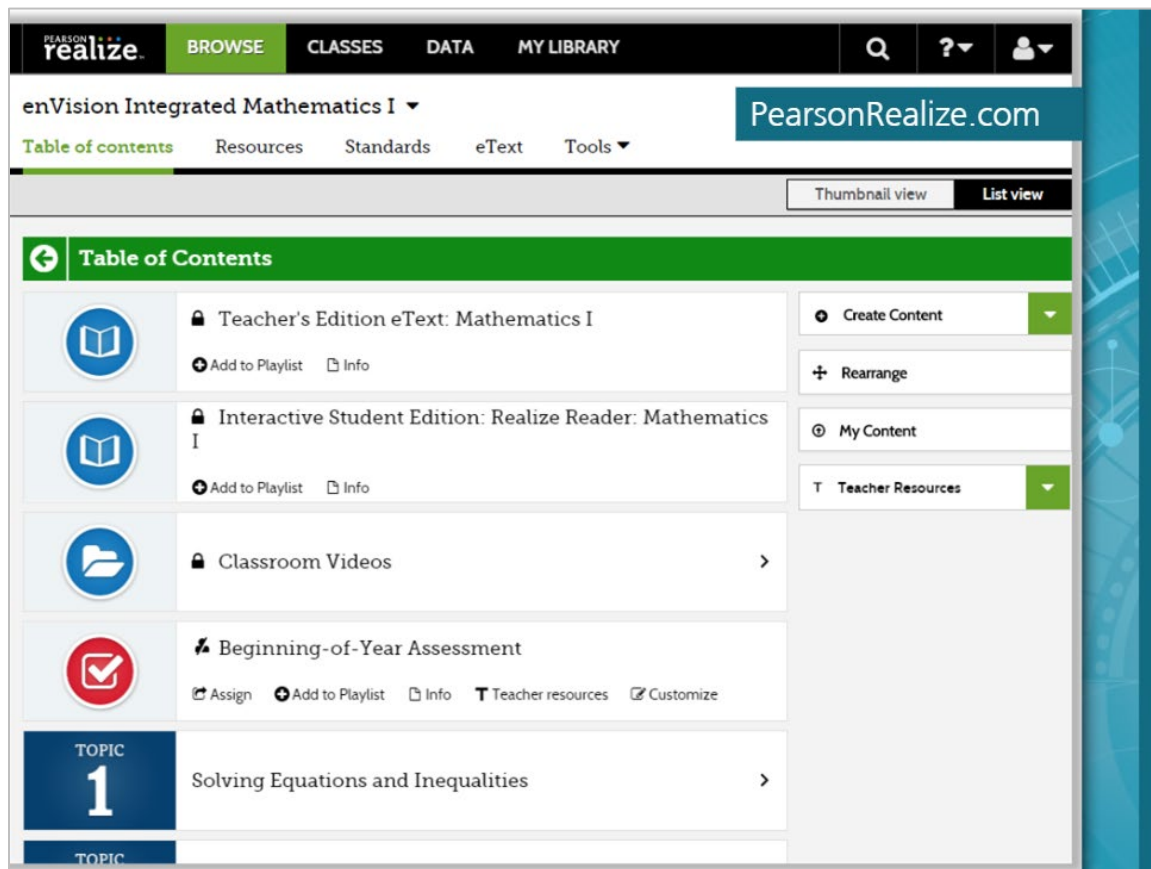 PEARSON
realize™
BROWSE CLASSES DATA MY LIBRARY
?
enVision Integrated Mathematics I
PearsonRealize.com
Table of contents Resources Standards eText Tools
Thumbnail view List view
Table of Contents
Teacher's Edition eText: Mathematics I
Add to Playlist Info
Interactive Student Edition: Realize Reader: Mathematics
I
Add to Playlist Info
Classroom Videos
Beginning-of-Year Assessment
Assign Add to Playlist Info T Teacher resources Customize
TOPIC
1
Solving Equations and Inequalities
TOPIC
Create Content
Rearrange
My Content
T Teacher Resources